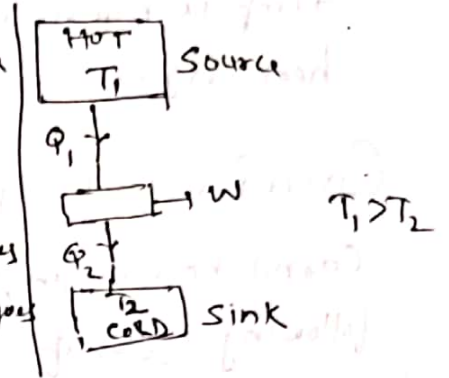 HOT
T₁ Source
Q₁
W
T₁>T₂
Q₂
T₂
COLD Sink